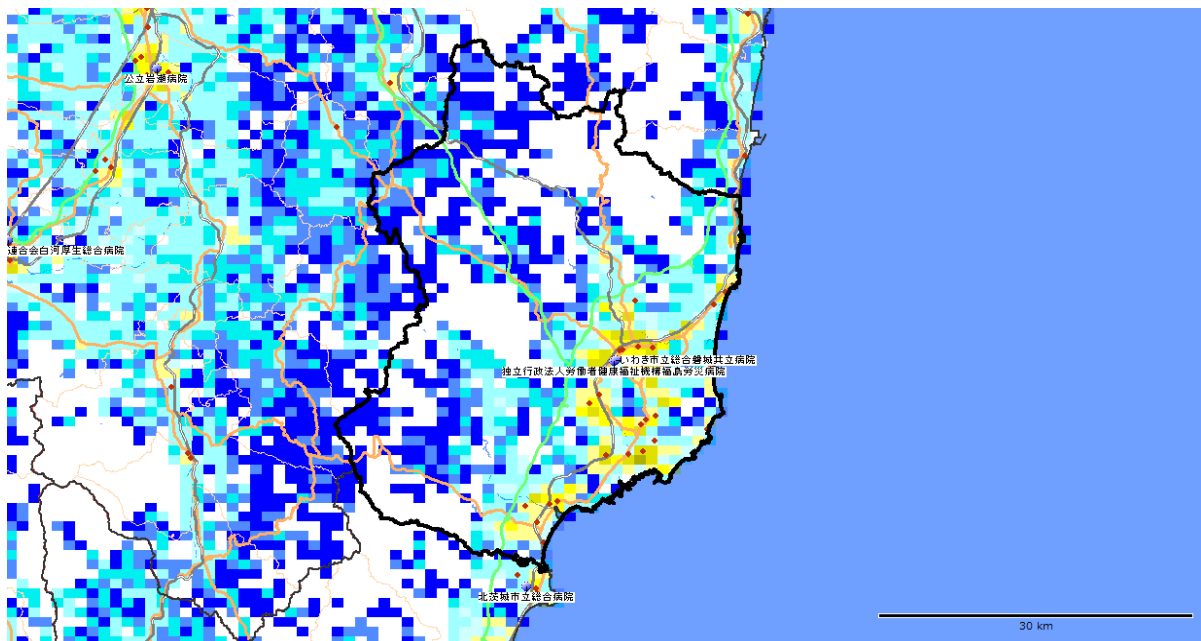 公立岩瀬病院
連合会白河厚生総合病院
いわき市立総合磐城共立病院
独立行政法人労働者健康福祉機構福島労災病院
北茨城市立総合病院
30 km